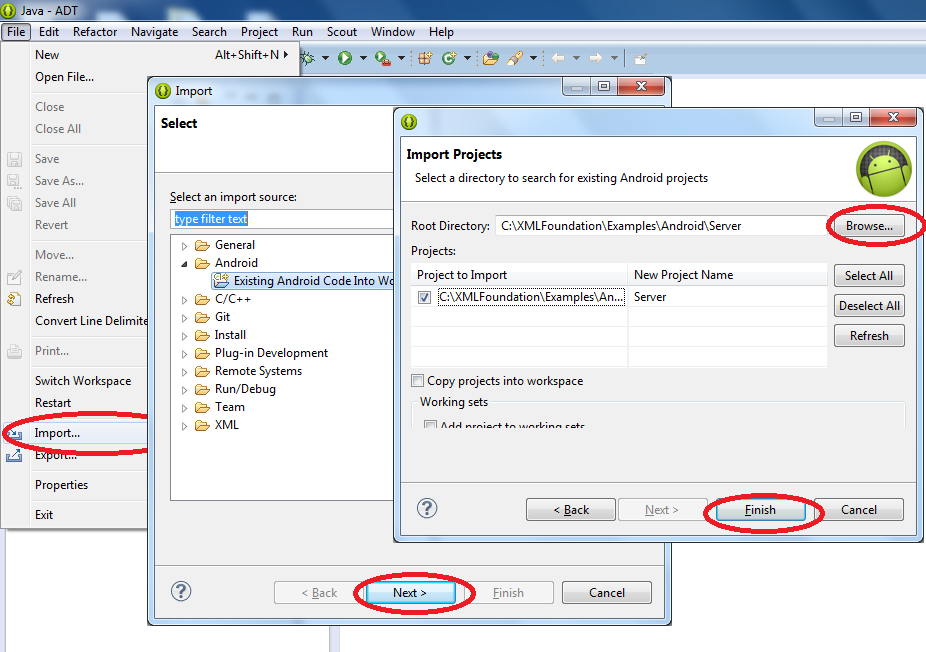 Java - ADT
File Edit Refactor Navigate Search Project Run Scout Window Help
New Alt+Shift+N
Open File...
Close
Close All
Save
Save As...
Save All
Revert
Move...
Rename...
Refresh
Convert Line Delimite
Print...
Switch Workspace
Restart
Import...
Export...
Properties
Exit
Import
Select
Select an import source:
type filter text
General
Android
Existing Android Code Into Wo
C/C++
Git
Install
Plug-in Development
Remote Systems
Run/Debug
Team
XML
? < Back Next > Finish Cancel
Import Projects
Select a directory to search for existing Android projects
Root Directory: C:\XMLFoundation\Examples\Android\Server Browse...
Projects:
Project to Import New Project Name
C:\XMLFoundation\Examples\An... Server
Select All
Deselect All
Refresh
Copy projects into workspace
Working sets
Add project to working sets
? < Back Next > Finish Cancel